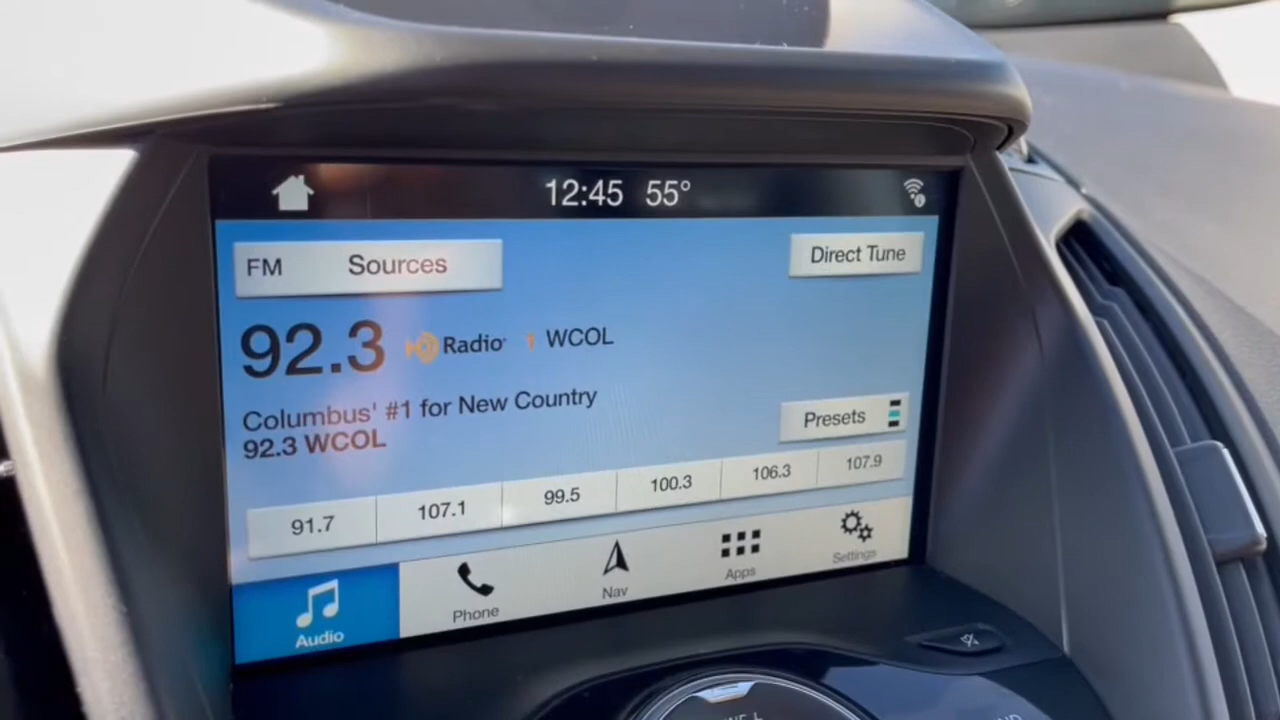 12:45 55°
FM Sources
Direct Tune
92.3 Radio 1 WCOL
Columbus' #1 for New Country
92.3 WCOL
Presets
91.7 107.1 99.5 100.3 106.3 107.9
Audio Phone Nav Apps Settings